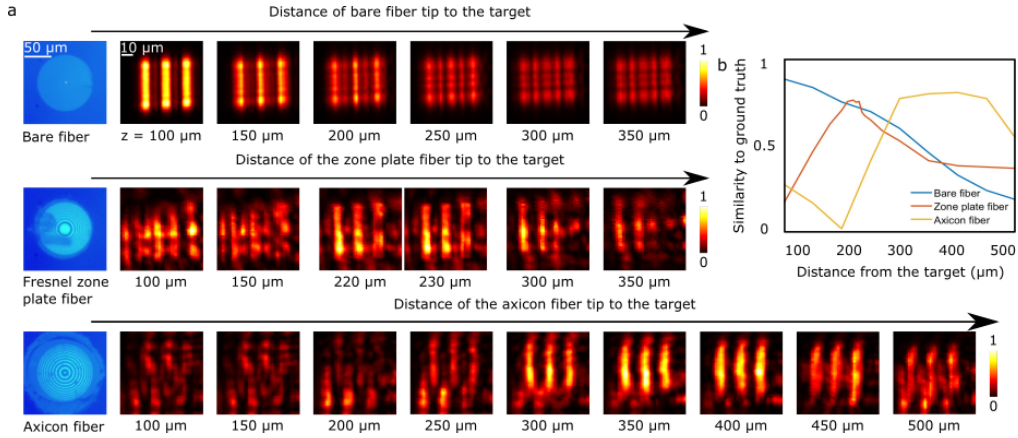 a
Distance of bare fiber tip to the target
50 µm
10 µm
1
0
Bare fiber
z = 100 µm
150 µm
200 µm
250 µm
300 µm
350 µm
Distance of the zone plate fiber tip to the target
1
0
Fresnel zone
plate fiber
100 µm
150 µm
220 µm
230 µm
300 µm
350 µm
Distance of the axicon fiber tip to the target
1
0
Axicon fiber
100 µm
150 µm
200 µm
250 µm
300 µm
350 µm
400 µm
450 µm
500 µm
b
Similarity to ground truth
1
0.5
0
Bare fiber
Zone plate fiber
Axicon fiber
100
200
300
400
500
Distance from the target (µm)